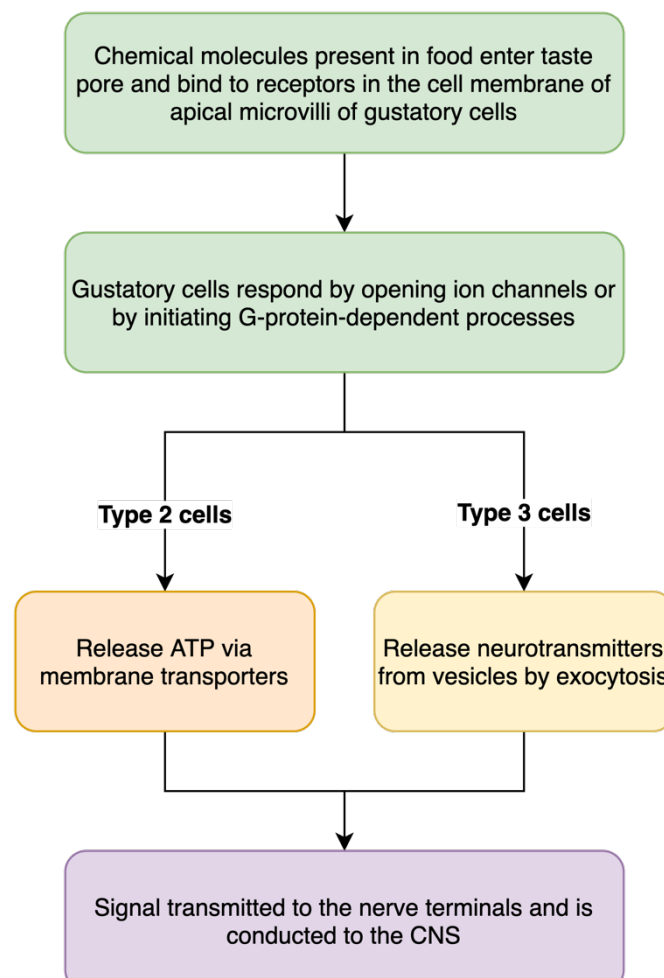 Chemical molecules present in food enter taste
pore and bind to receptors in the cell membrane of
apical microvilli of gustatory cells
Gustatory cells respond by opening ion channels or
by initiating G-protein-dependent processes
Type 2 cells
Type 3 cells
Release ATP via
membrane transporters
Release neurotransmitters
from vesicles by exocytosis
Signal transmitted to the nerve terminals and is
conducted to the CNS